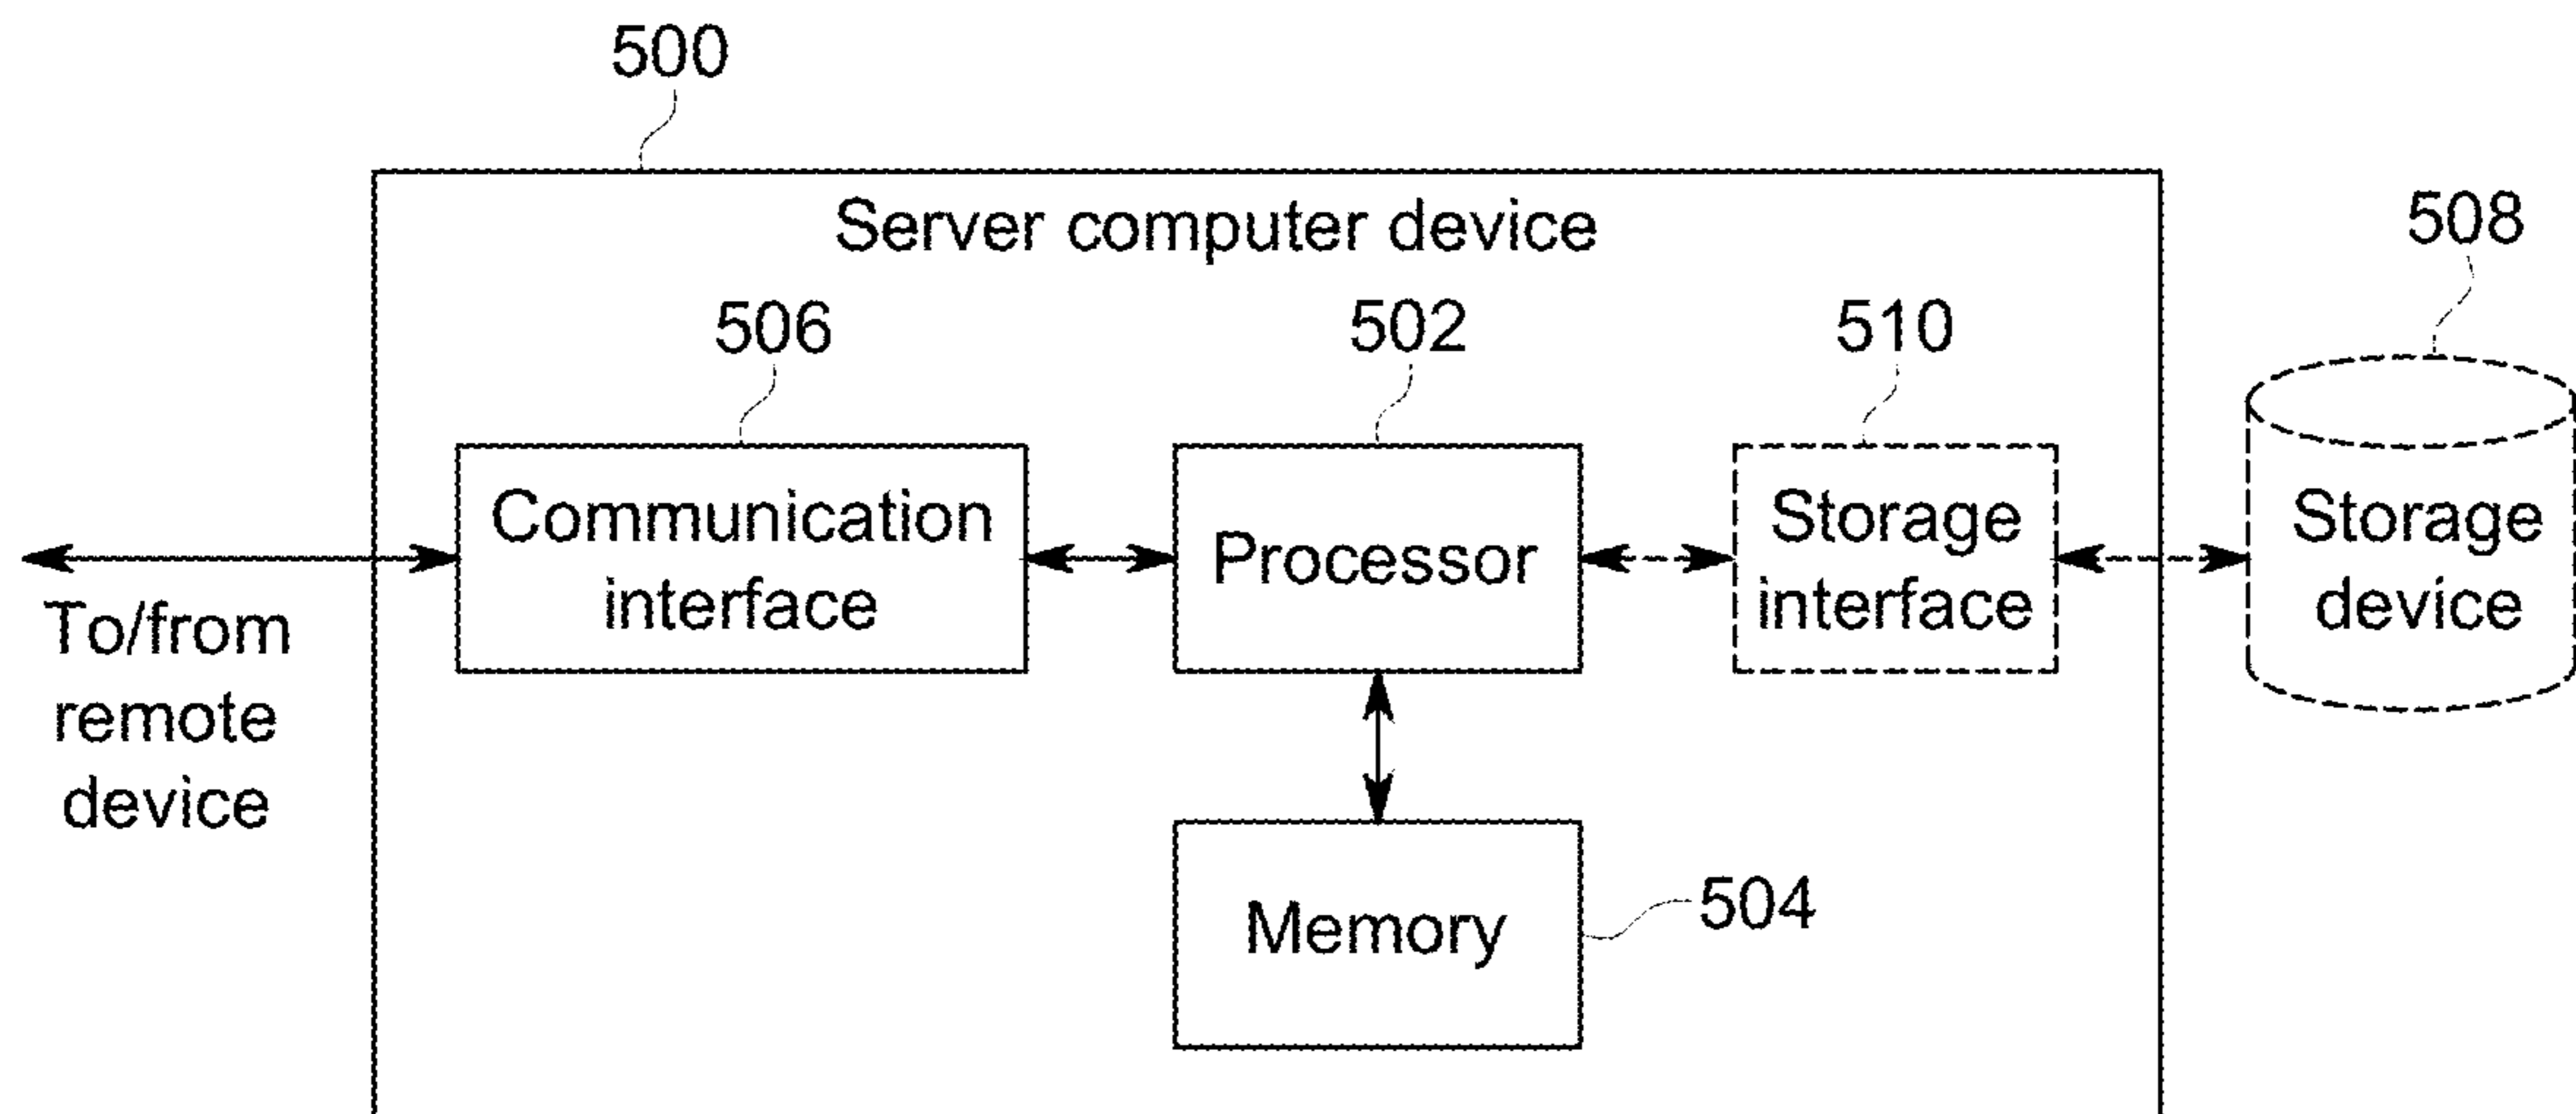 500
Server computer device
508
506
502
510
Communication
interface
Processor
Storage
interface
Storage
device
To/from
remote
device
Memory
504